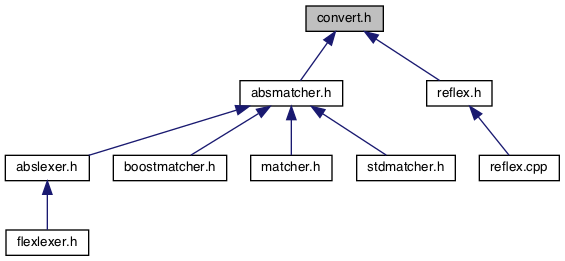 convert.h
absmatcher.h
reflex.h
abslexer.h
boostmatcher.h
matcher.h
stdmatcher.h
reflex.cpp
flexlexer.h